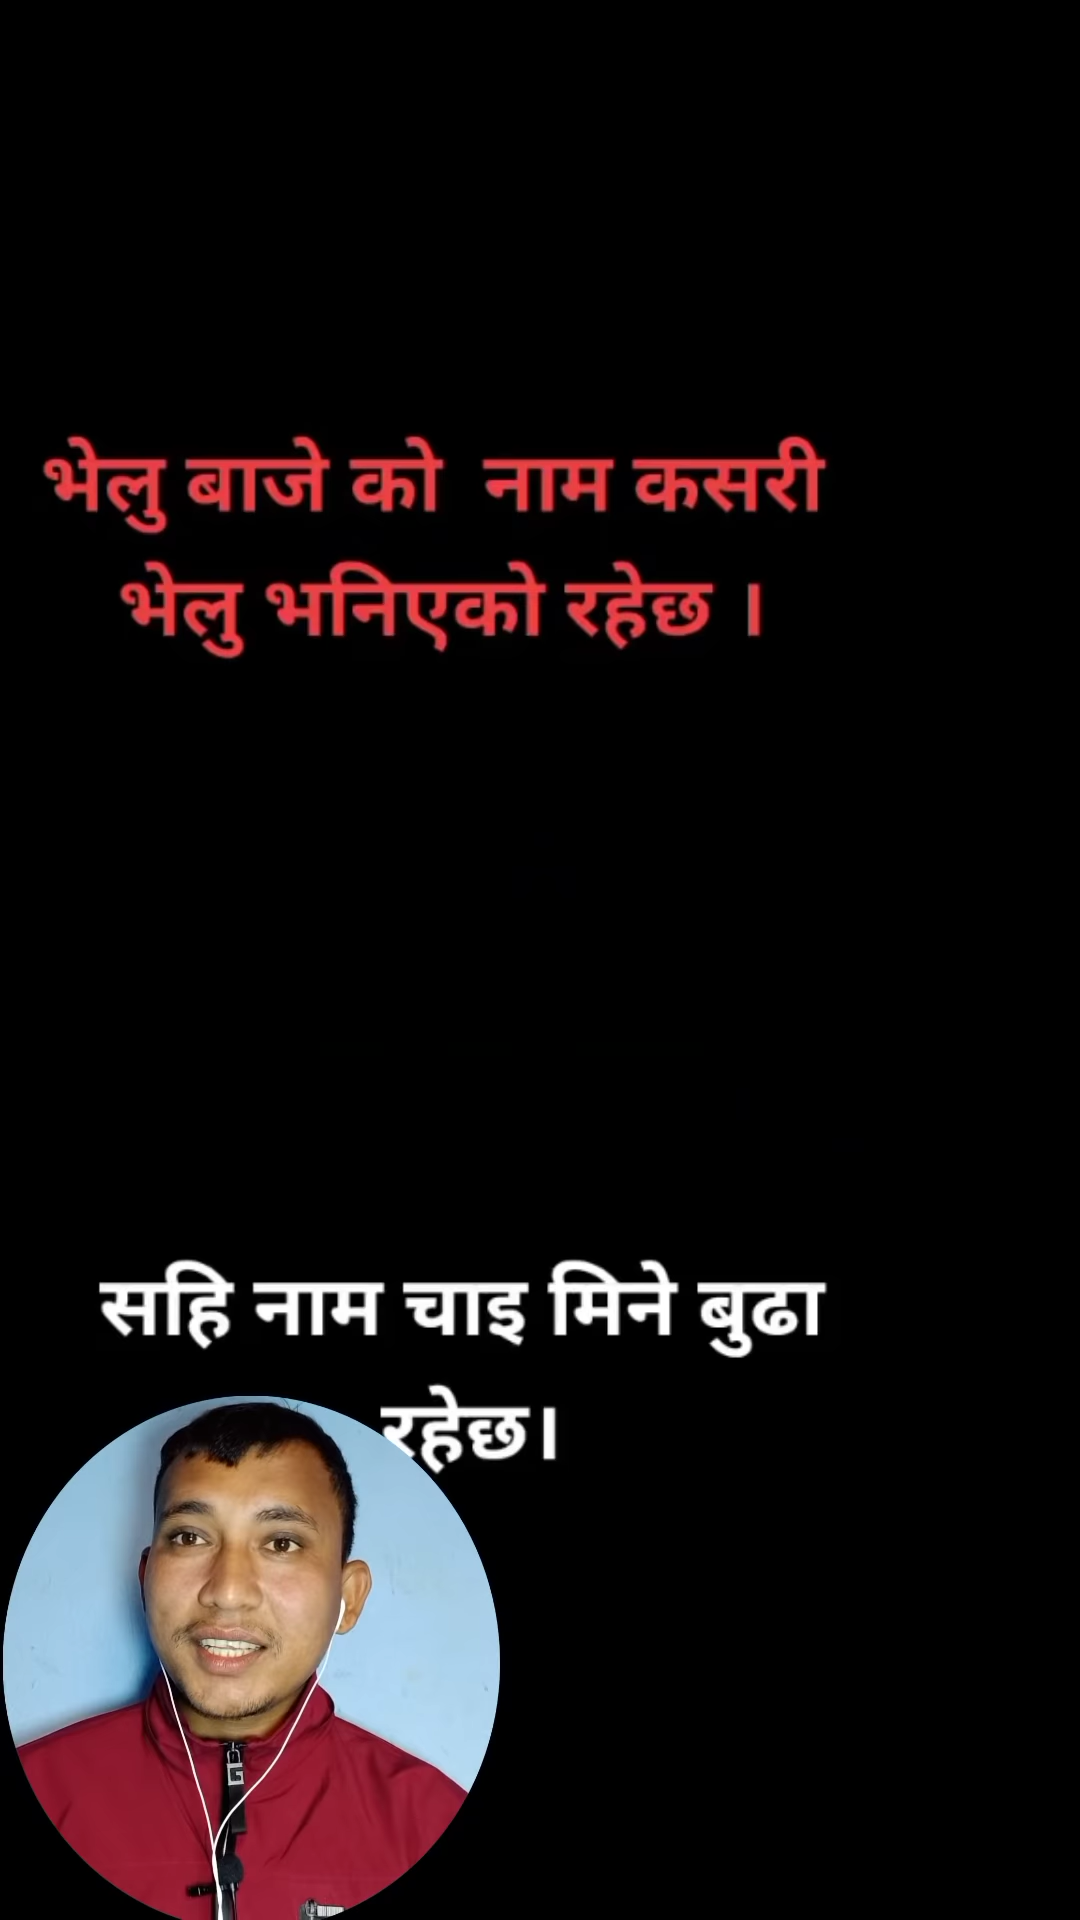 भेलु बाजे को नाम कसरी
भेलु भनिएको रहेछ ।
सहि नाम चाइ मिने बुढा
रहेछ।